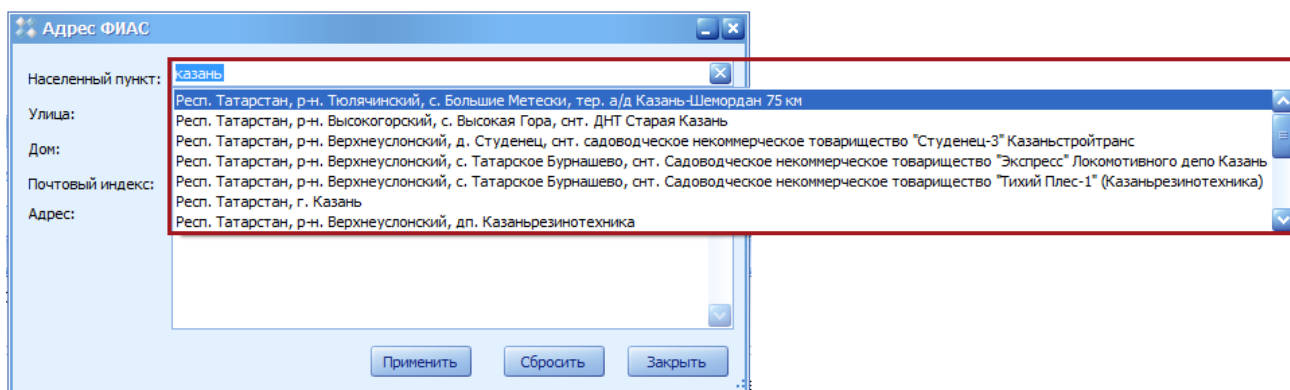 Адрес ФИАС
Населенный пункт: казань
Респ. Татарстан, р-н. Тюлячинский, с. Большие Метески, тер. а/д Казань-Шемордан 75 км
Респ. Татарстан, р-н. Высокогорский, с. Высокая Гора, снт. ДНТ Старая Казань
Респ. Татарстан, р-н. Верхнеуслонский, д. Студенец, снт. садоводческое некоммерческое товарищество "Студенец-3" Казаньстройтранс
Респ. Татарстан, р-н. Верхнеуслонский, с. Татарское Бурнашево, снт. Садоводческое некоммерческое товарищество "Экспресс" Локомотивного депо Казань
Респ. Татарстан, р-н. Верхнеуслонский, с. Татарское Бурнашево, снт. Садоводческое некоммерческое товарищество "Тихий Плес-1" (Казаньрезинотехника)
Респ. Татарстан, г. Казань
Респ. Татарстан, р-н. Верхнеуслонский, дп. Казаньрезинотехника
Улица:
Дом:
Почтовый индекс:
Адрес:
Применить Сбросить Закрыть